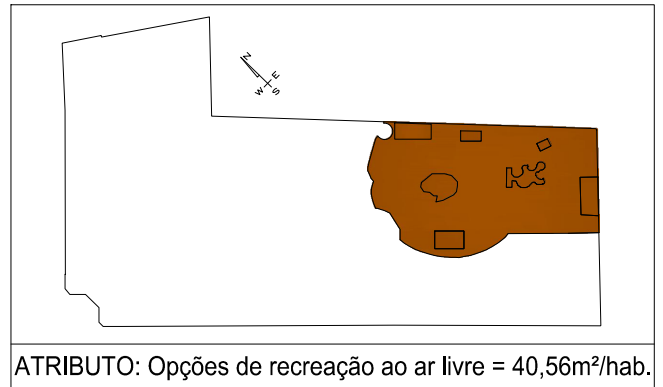 N
E
W
S
ATRIBUTO: Opções de recreação ao ar livre = 40,56m²/hab.